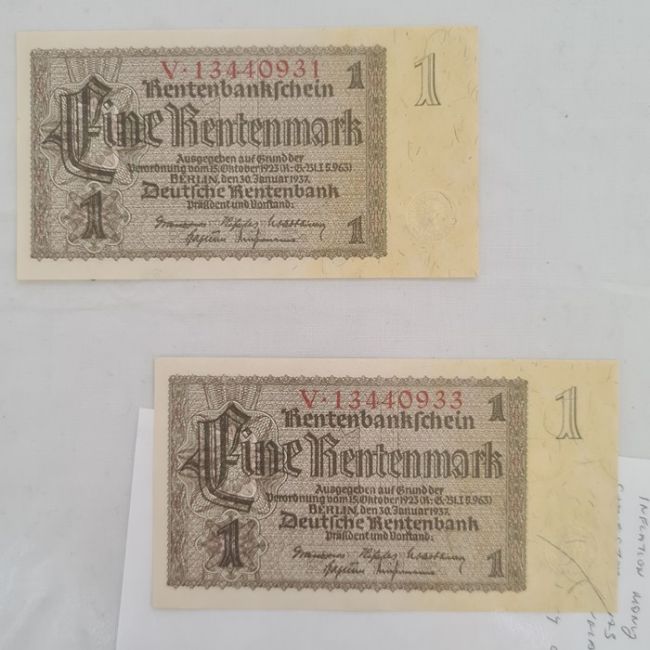 V·13440931
1
1
Rentenbankschein
Eine Rentenmark
Ausgegeben auf Grund der
Verordnung vom 15. Oktober 1923 (R.-G.-Bl. I S. 963)
BERLIN, den 30. Januar 1937.
Deutsche Rentenbank
Präsident und Vorstand:
1
1
V·13440933
1
1
Rentenbankschein
Eine Rentenmark
Ausgegeben auf Grund der
Verordnung vom 15. Oktober 1923 (R.-G.-Bl. I S. 963)
BERLIN, den 30. Januar 1937.
Deutsche Rentenbank
Präsident und Vorstand:
1
1
INFLATION MONEY